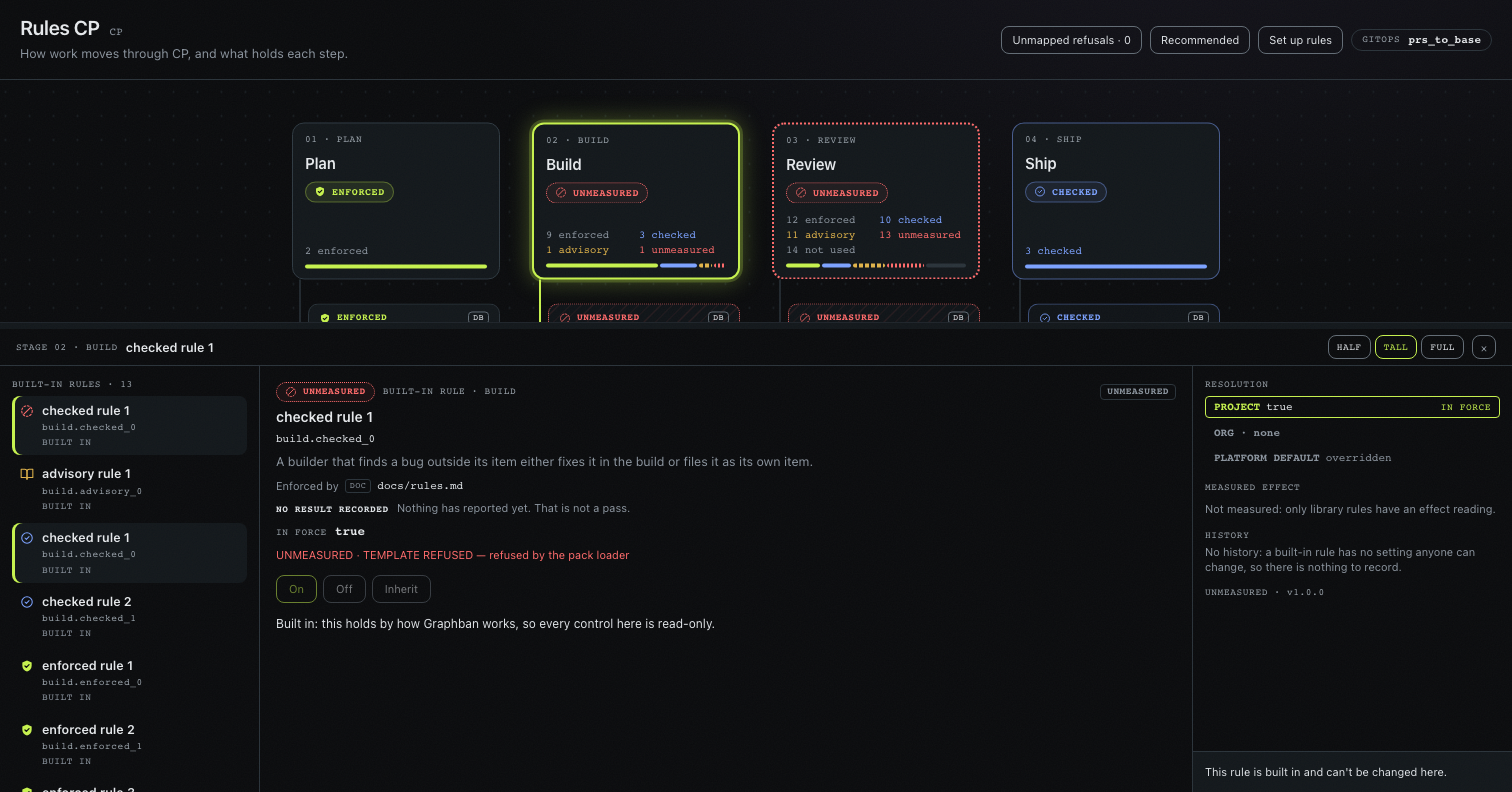 Rules CP CP
How work moves through CP, and what holds each step.
Unmapped refusals · 0
Recommended
Set up rules
GITOPS prs_to_base
01 · PLAN
Plan
ENFORCED
2 enforced
02 · BUILD
Build
UNMEASURED
9 enforced 3 checked
1 advisory 1 unmeasured
03 · REVIEW
Review
UNMEASURED
12 enforced 10 checked
11 advisory 13 unmeasured
14 not used
04 · SHIP
Ship
CHECKED
3 checked
ENFORCED DB
UNMEASURED DB
UNMEASURED DB
CHECKED DB
STAGE 02 · BUILD checked rule 1
HALF TALL FULL ×
BUILT-IN RULES · 13
checked rule 1
build.checked_0
BUILT IN
advisory rule 1
build.advisory_0
BUILT IN
checked rule 1
build.checked_0
BUILT IN
checked rule 2
build.checked_1
BUILT IN
enforced rule 1
build.enforced_0
BUILT IN
enforced rule 2
build.enforced_1
BUILT IN
enforced rule 3
UNMEASURED BUILT-IN RULE · BUILD
UNMEASURED
checked rule 1
build.checked_0
A builder that finds a bug outside its item either fixes it in the build or files it as its own item.
Enforced by DOC docs/rules.md
NO RESULT RECORDED Nothing has reported yet. That is not a pass.
IN FORCE true
UNMEASURED · TEMPLATE REFUSED — refused by the pack loader
On Off Inherit
Built in: this holds by how Graphban works, so every control here is read-only.
RESOLUTION
PROJECT true IN FORCE
ORG · none
PLATFORM DEFAULT overridden
MEASURED EFFECT
Not measured: only library rules have an effect reading.
HISTORY
No history: a built-in rule has no setting anyone can
change, so there is nothing to record.
UNMEASURED · v1.0.0
This rule is built in and can't be changed here.